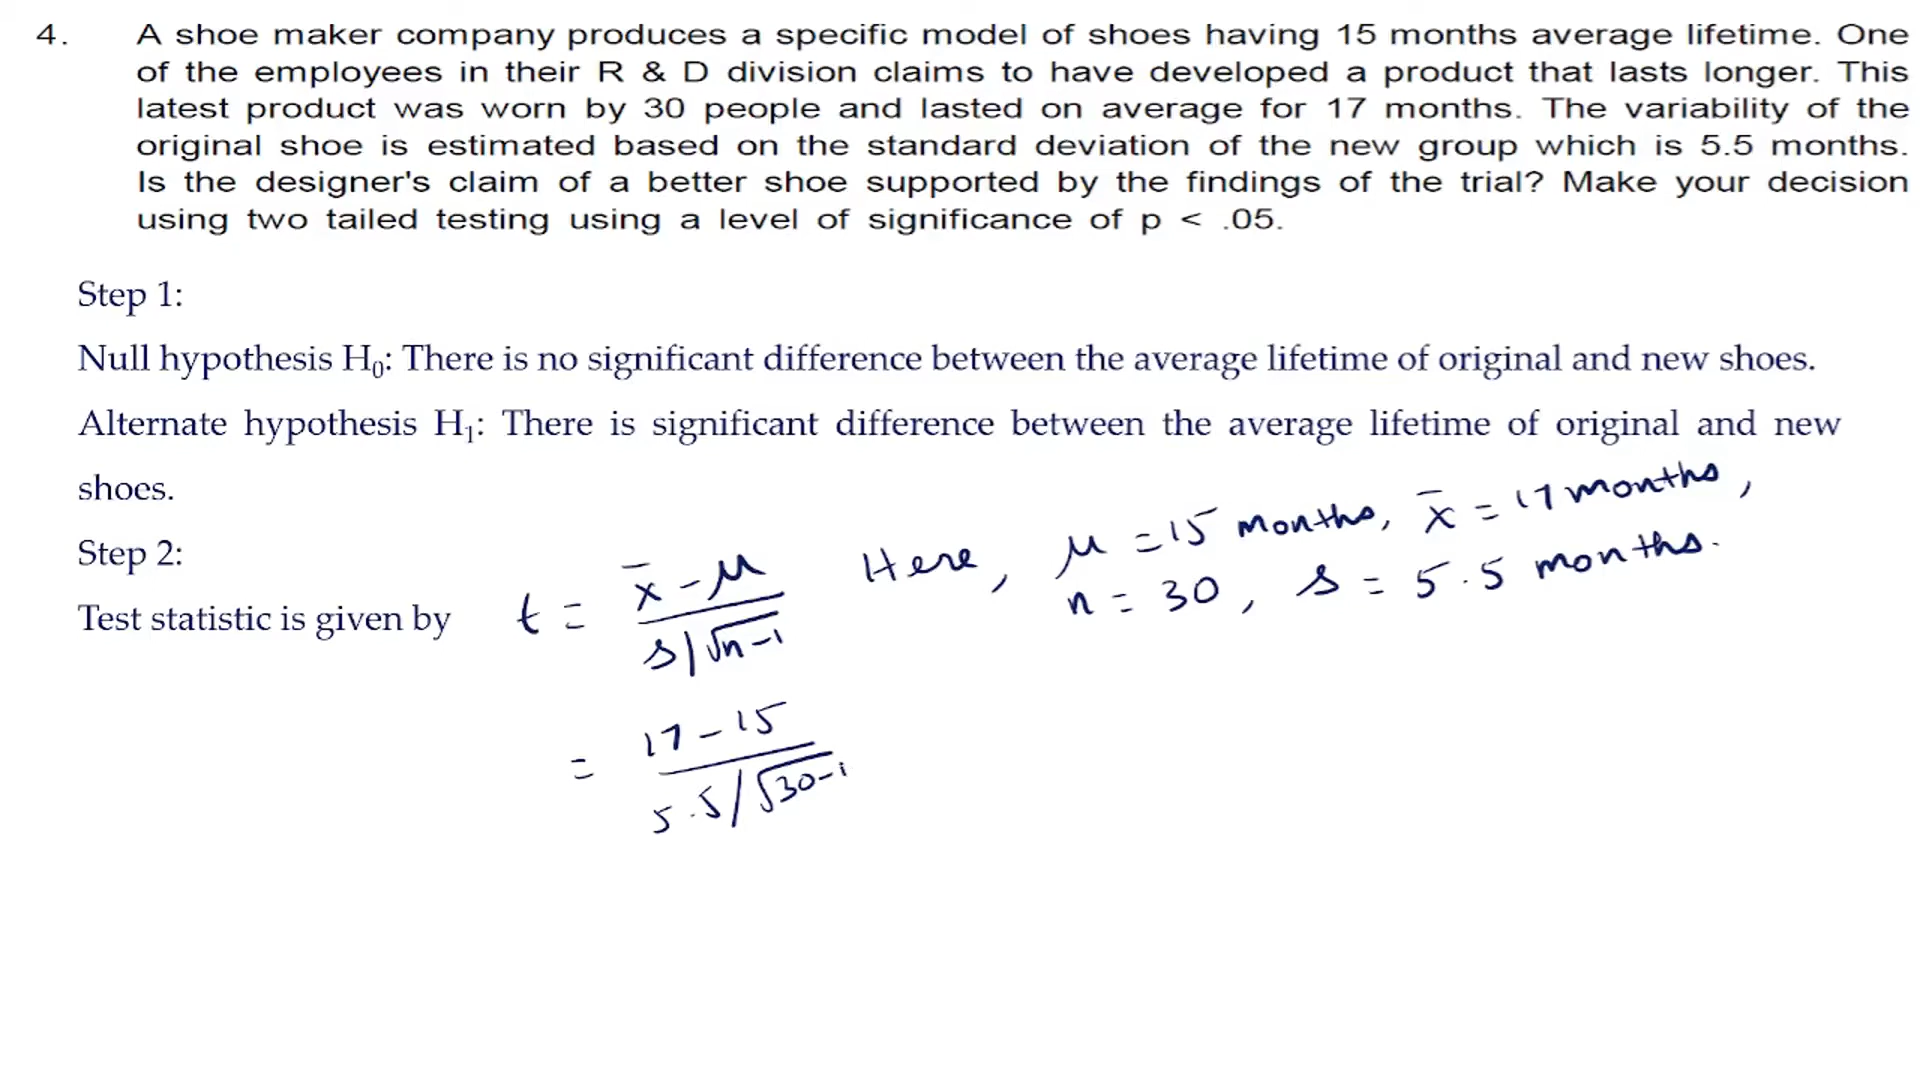 4. A shoe maker company produces a specific model of shoes having 15 months average lifetime. One
of the employees in their R & D division claims to have developed a product that lasts longer. This
latest product was worn by 30 people and lasted on average for 17 months. The variability of the
original shoe is estimated based on the standard deviation of the new group which is 5.5 months.
Is the designer's claim of a better shoe supported by the findings of the trial? Make your decision
using two tailed testing using a level of significance of p < .05.
Step 1:
Null hypothesis H₀: There is no significant difference between the average lifetime of original and new shoes.
Alternate hypothesis H₁: There is significant difference between the average lifetime of original and new
shoes.
Step 2:
Test statistic is given by t = (x̄ - μ) / (s/√(n-1)) Here, μ = 15 months, x̄ = 17 months,
n = 30, s = 5.5 months.
= (17 - 15) / (5.5/√(30-1))